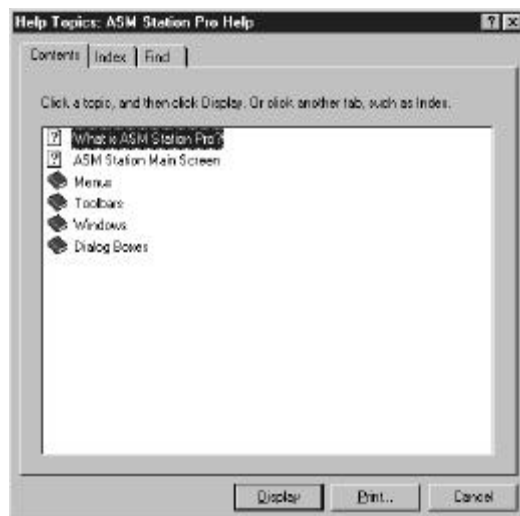 Help Topics: ASM Station Pro Help
Contents Index Find
Click a topic, and then click Display. Or click another tab, such as Index.
What is ASM Station Pro?
ASM Station Main Screen
Menus
Toolbars
Windows
Dialog Boxes
Display Print... Cancel